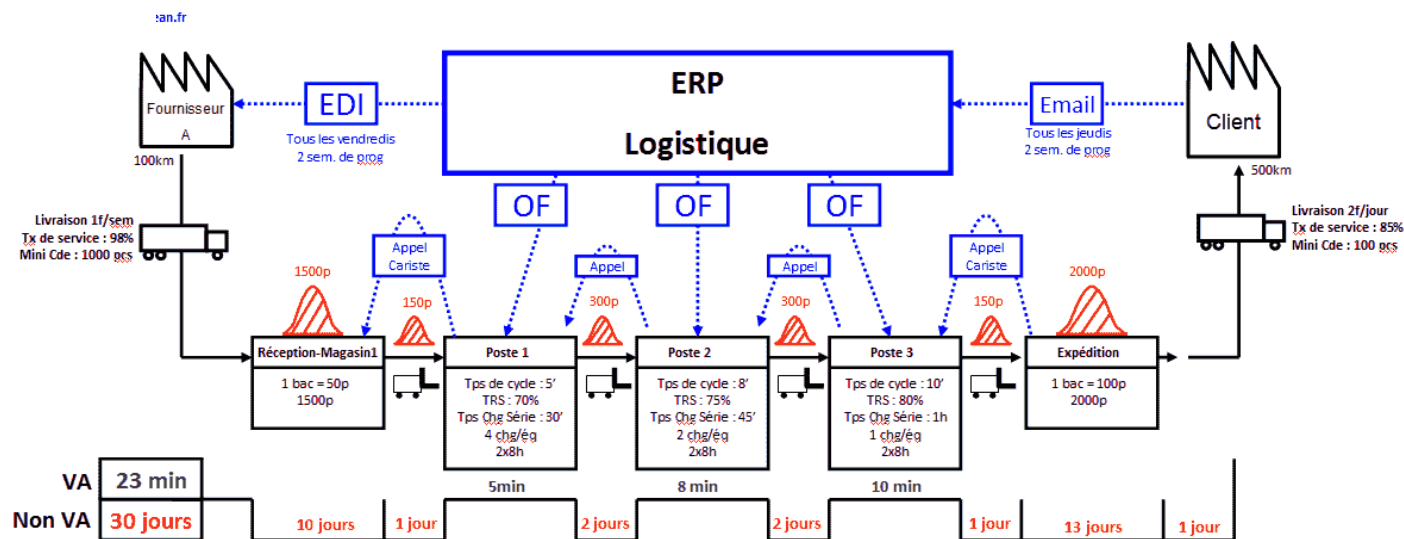 ean.fr
ERP
Logistique
Fournisseur
A
EDI
Tous les vendredis
2 sem. de prog
Email
Tous les jeudis
2 sem. de prog
Client
100km
500km
OF
OF
OF
Livraison 1f/sem
Tx de service : 98%
Mini Cde : 1000 pcs
Livraison 2f/jour
Tx de service : 85%
Mini Cde : 100 pcs
Appel
Cariste
Appel
Appel
Appel
Cariste
1500p
150p
300p
300p
150p
2000p
Réception-Magasin1
1 bac = 50p
1500p
Poste 1
Tps de cycle : 5’
TRS : 70%
Tps Chg Série : 30’
4 chg/éq
2x8h
Poste 2
Tps de cycle : 8’
TRS : 75%
Tps Chg Série : 45’
2 chg/éq
2x8h
Poste 3
Tps de cycle : 10’
TRS : 80%
Tps Chg Série : 1h
1 chg/éq
2x8h
Expédition
1 bac = 100p
2000p
VA
23 min
5min
8 min
10 min
Non VA
30 jours
10 jours
1 jour
2 jours
2 jours
1 jour
13 jours
1 jour